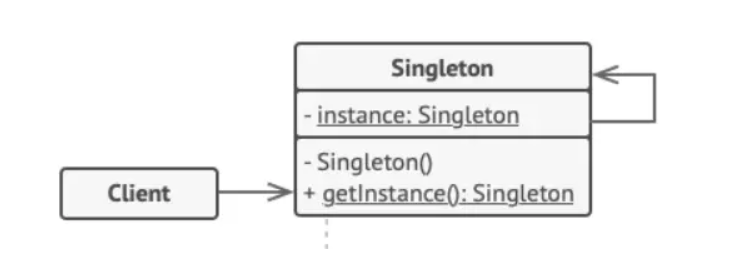 Singleton
- instance: Singleton
- Singleton()
+ getInstance(): Singleton
Client